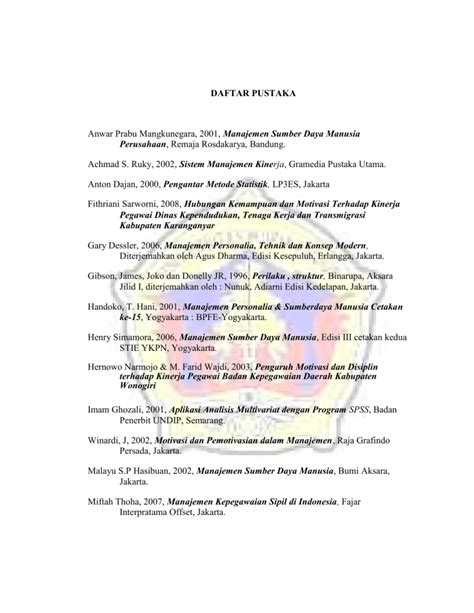 DAFTAR PUSTAKA
Anwar Prabu Mangkunegara, 2001, Manajemen Sumber Daya Manusia
Perusahaan, Remaja Rosdakarya, Bandung.
Achmad S. Ruky, 2002, Sistem Manajemen Kinerja, Gramedia Pustaka Utama.
Anton Dajan, 2000, Pengantar Metode Statistik, LP3ES, Jakarta
Fithriani Sarworni, 2008, Hubungan Kemampuan dan Motivasi Terhadap Kinerja
Pegawai Dinas Kependudukan, Tenaga Kerja dan Transmigrasi
Kabupaten Karanganyar
Gary Dessler, 2006, Manajemen Personalia, Tehnik dan Konsep Modern,
Diterjemahkan oleh Agus Dharma, Edisi Kesepuluh, Erlangga, Jakarta.
Gibson, James, Joko dan Donelly JR, 1996, Perilaku , struktur, Binarupa, Aksara
Jilid I, diterjemahkan oleh : Nunuk, Adiarni Edisi Kedelapan, Jakarta.
Handoko, T. Hani, 2001, Manajemen Personalia & Sumberdaya Manusia Cetakan
ke-15, Yogyakarta : BPFE-Yogyakarta.
Henry Simamora, 2006, Manajemen Sumber Daya Manusia, Edisi III cetakan kedua
STIE YKPN, Yogyakarta.
Hernowo Narmojo & M. Farid Wajdi, 2003, Pengaruh Motivasi dan Disiplin
terhadap Kinerja Pegawai Badan Kepegawaian Daerah Kabupaten
Wonogiri
Imam Ghozali, 2001, Aplikasi Analisis Multivariat dengan Program SPSS, Badan
Penerbit UNDIP, Semarang.
Winardi, J, 2002, Motivasi dan Pemotivasian dalam Manajemen, Raja Grafindo
Persada, Jakarta.
Malayu S.P Hasibuan, 2002, Manajemen Sumber Daya Manusia, Bumi Aksara,
Jakarta.
Miftah Thoha, 2007, Manajemen Kepegawaian Sipil di Indonesia, Fajar
Interpratama Offset, Jakarta.